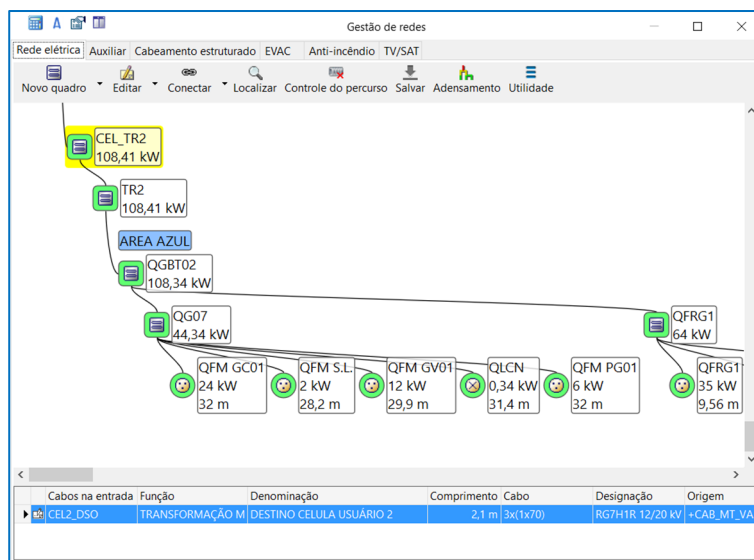 Gestão de redes
Rede elétrica Auxiliar Cabeamento estruturado EVAC Anti-incêndio TV/SAT
Novo quadro Editar Conectar Localizar Controle do percurso Salvar Adensamento Utilidade
CEL_TR2
108,41 kW
TR2
108,41 kW
AREA AZUL
QGBT02
108,34 kW
QG07
44,34 kW
QFRG1
64 kW
QFM GC01
24 kW
32 m
QFM S.L.
2 kW
28,2 m
QFM GV01
12 kW
29,9 m
QLCN
0,34 kW
31,4 m
QFM PG01
6 kW
32 m
QFRG1
35 kW
9,56 m
Cabos na entrada Função Denominação Comprimento Cabo Designação Origem
CEL2_DSO TRANSFORMAÇÃO M DESTINO CELULA USUÁRIO 2 2,1 m 3x(1x70) RG7H1R 12/20 kV +CAB_MT_VA